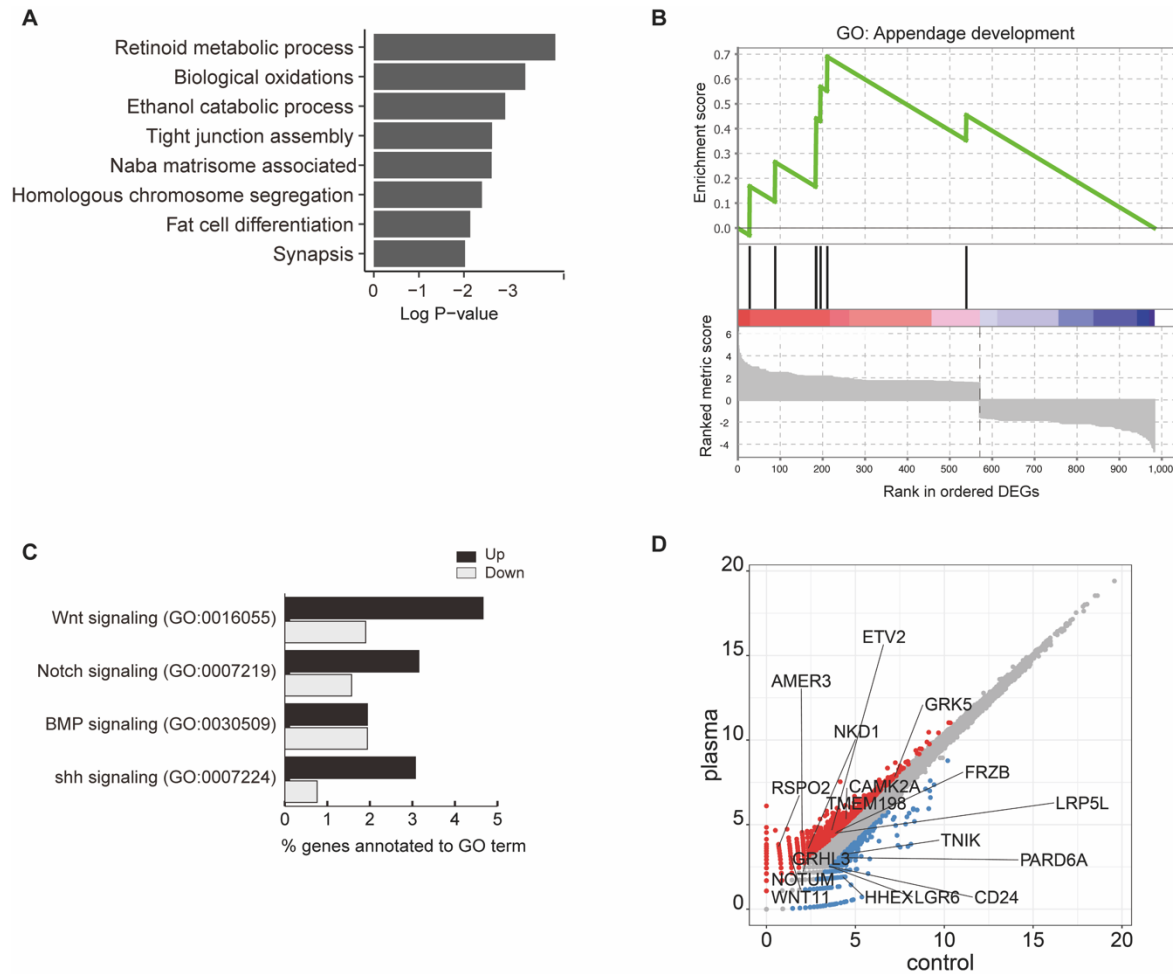 A
Retinoid metabolic process
Biological oxidations
Ethanol catabolic process
Tight junction assembly
Naba matrisome associated
Homologous chromosome segregation
Fat cell differentiation
Synapsis
0 −1 −2 −3
Log P−value
B
GO: Appendage development
Enrichment score
0.7
0.6
0.5
0.4
0.3
0.2
0.1
0.0
Ranked metric score
6
4
2
0
-2
-4
0 100 200 300 400 500 600 700 800 900 1,000
Rank in ordered DEGs
C
Up
Down
Wnt signaling (GO:0016055)
Notch signaling (GO:0007219)
BMP signaling (GO:0030509)
shh signaling (GO:0007224)
0 1 2 3 4 5
% genes annotated to GO term
D
plasma
20
15
10
5
0
ETV2
AMER3
GRK5
NKD1
FRZB
RSPO2
CAMK2A
TMEM198
LRP5L
TNIK
GRHL3
PARD6A
NOTUM
WNT11
HHEX
LGR6
CD24
0 5 10 15 20
control